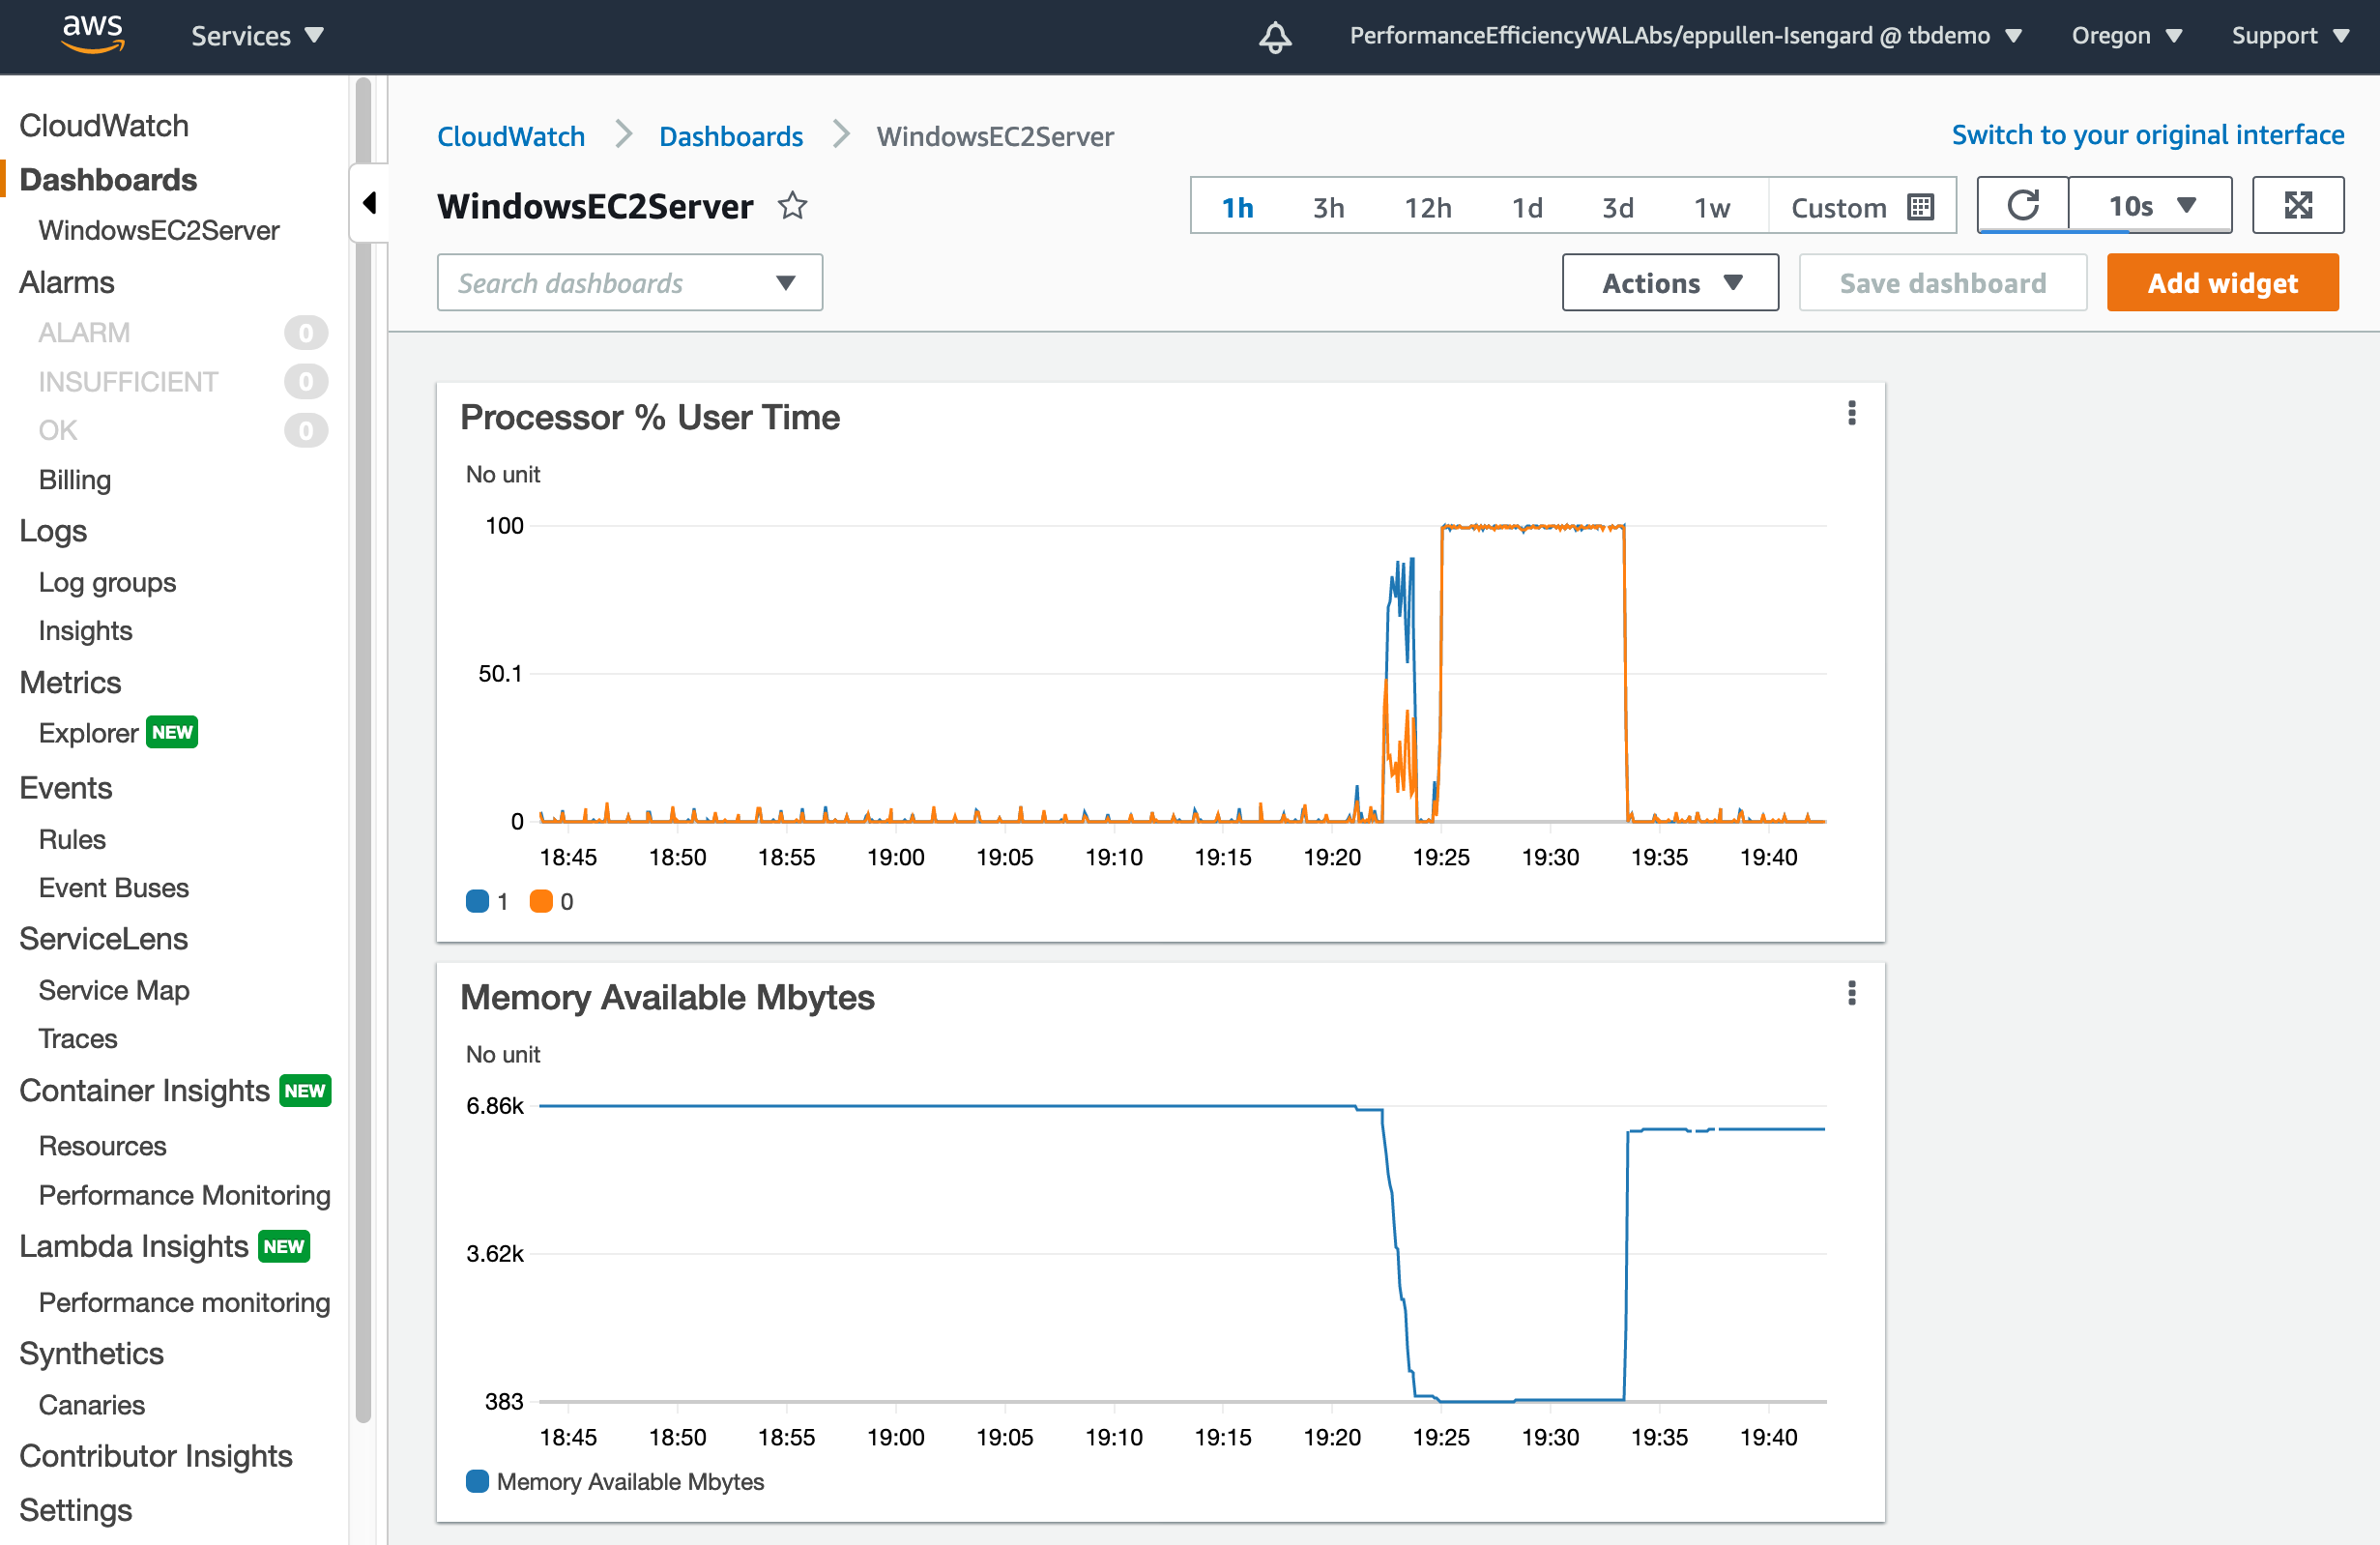 aws
Services
PerformanceEfficiencyWALAbs/eppullen-Isengard @ tbdemo
Oregon
Support
CloudWatch
Dashboards
WindowsEC2Server
Alarms
ALARM 0
INSUFFICIENT 0
OK 0
Billing
Logs
Log groups
Insights
Metrics
Explorer NEW
Events
Rules
Event Buses
ServiceLens
Service Map
Traces
Container Insights NEW
Resources
Performance Monitoring
Lambda Insights NEW
Performance monitoring
Synthetics
Canaries
Contributor Insights
Settings
CloudWatch Dashboards WindowsEC2Server
Switch to your original interface
WindowsEC2Server
1h 3h 12h 1d 3d 1w Custom
10s
Search dashboards
Actions
Save dashboard
Add widget
Processor % User Time
No unit
100
50.1
0
18:45 18:50 18:55 19:00 19:05 19:10 19:15 19:20 19:25 19:30 19:35 19:40
1 0
Memory Available Mbytes
No unit
6.86k
3.62k
383
18:45 18:50 18:55 19:00 19:05 19:10 19:15 19:20 19:25 19:30 19:35 19:40
Memory Available Mbytes